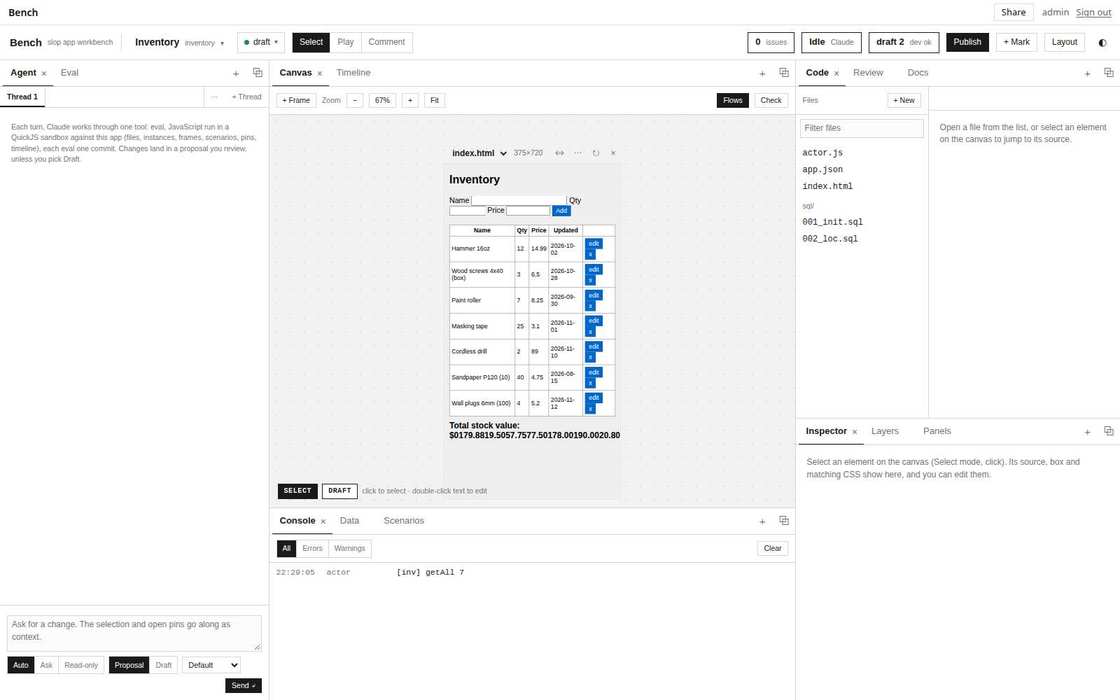 Bench
Share admin Sign out
Bench slop app workbench Inventory inventory draft Select Play Comment 0 issues Idle Claude draft 2 dev ok Publish + Mark Layout
Agent × Eval +
Thread 1 ··· + Thread
Each turn, Claude works through one tool: eval, JavaScript run in a
QuickJS sandbox against this app (files, instances, frames, scenarios, pins,
timeline), each eval one commit. Changes land in a proposal you review,
unless you pick Draft.
Ask for a change. The selection and open pins go along as
context.
Auto Ask Read-only Proposal Draft Default
Send
Canvas × Timeline +
+ Frame Zoom − 67% + Fit Flows Check
index.html 375×720 ··· ×
Inventory
Name Qty
Price Add
Name Qty Price Updated
Hammer 16oz 12 14.99 2026-10-02 edit x
Wood screws 4x40 (box) 3 6.5 2026-10-28 edit x
Paint roller 7 8.25 2026-09-30 edit x
Masking tape 25 3.1 2026-11-01 edit x
Cordless drill 2 89 2026-11-10 edit x
Sandpaper P120 (10) 40 4.75 2026-08-15 edit x
Wall plugs 6mm (100) 4 5.2 2026-11-12 edit x
Total stock value:
$0179.8819.5057.7577.50178.00190.0020.80
SELECT DRAFT click to select · double-click text to edit
Console × Data Scenarios +
All Errors Warnings Clear
22:29:05 actor [inv] getAll 7
Code × Review Docs +
Files + New
Filter files
actor.js
app.json
index.html
sql/
001_init.sql
002_loc.sql
Open a file from the list, or select an element
on the canvas to jump to its source.
Inspector × Layers Panels +
Select an element on the canvas (Select mode, click). Its source, box and
matching CSS show here, and you can edit them.